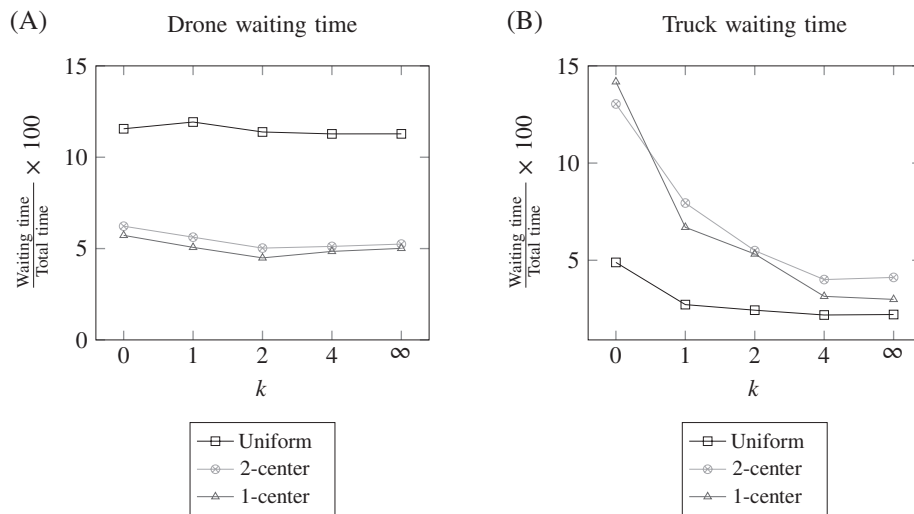 (A) Drone waiting time
15
10
5
0
Waiting time
Total time
× 100
0 1 2 4 ∞
k
Uniform
2-center
1-center
(B) Truck waiting time
15
10
5
Waiting time
Total time
× 100
0 1 2 4 ∞
k
Uniform
2-center
1-center